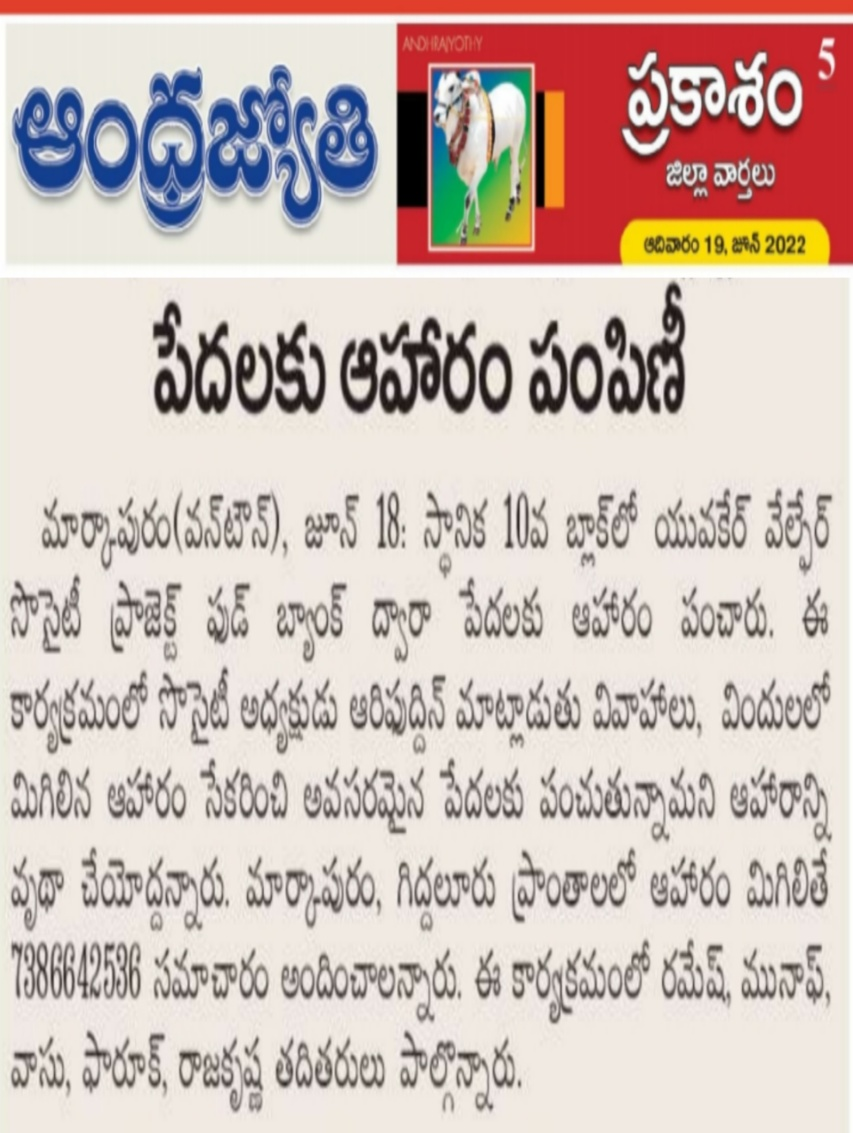 ఆంధ్రజ్యోతి
ANDHRAJYOTHY
ప్రకాశం
5
జిల్లా వార్తలు
ఆదివారం 19, జూన్ 2022
పేదలకు ఆహారం పంపిణీ
మార్కాపురం(వన్‌టౌన్), జూన్ 18: స్థానిక 10వ బ్లాక్‌లో యువకేర్ వేల్ఫేర్
సొసైటీ ప్రాజెక్ట్ ఫుడ్ బ్యాంక్ ద్వారా పేదలకు ఆహారం పంచారు. ఈ
కార్యక్రమంలో సొసైటీ అధ్యక్షుడు ఆరిఫుద్దిన్ మాట్లాడుతు వివాహాలు, విందులలో
మిగిలిన ఆహారం సేకరించి అవసరమైన పేదలకు పంచుతున్నామని ఆహారాన్ని
వృథా చేయోద్దన్నారు. మార్కాపురం, గిద్దలూరు ప్రాంతాలలో ఆహారం మిగిలితే
7386642536 సమాచారం అందించాలన్నారు. ఈ కార్యక్రమంలో రమేష్, మునాఫ్,
వాసు, ఫారూక్, రాజకృష్ణ తదితరులు పాల్గొన్నారు.